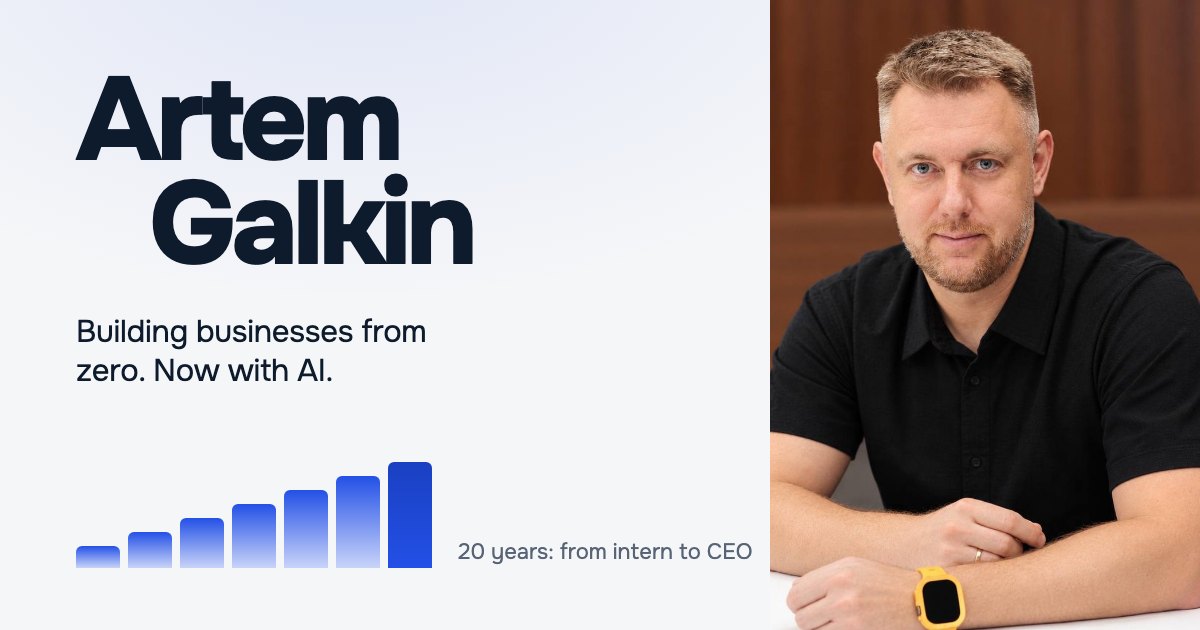 Artem
Galkin
Building businesses from
zero. Now with AI.
20 years: from intern to CEO